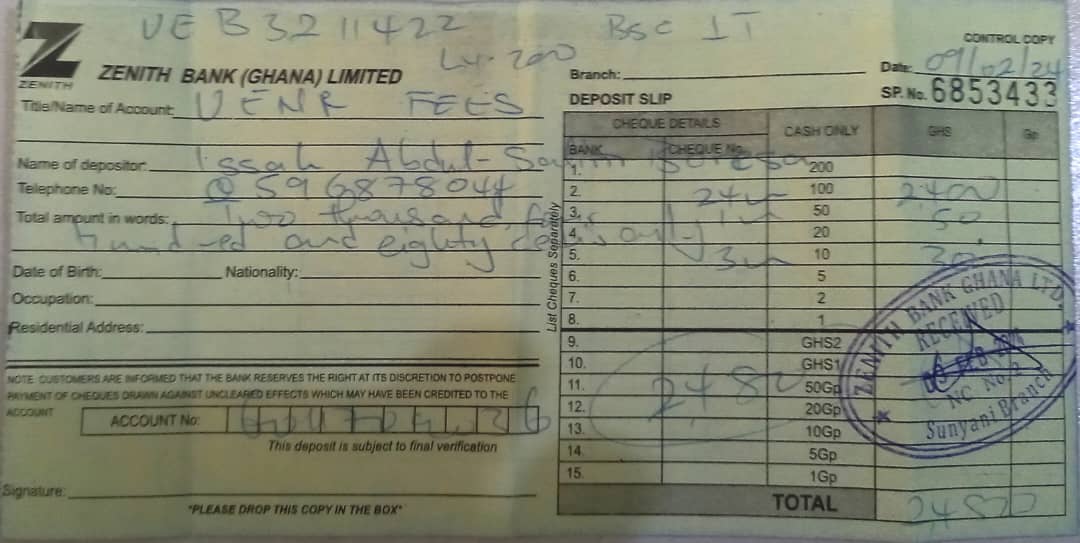 UEB3211422 BSC IT
Lv. 200
CONTROL COPY
ZENITH
ZENITH BANK (GHANA) LIMITED
Branch:
Date: 09/02/24
SP. No. 6853433
Title/Name of Account: UENR FEES
DEPOSIT SLIP
CHEQUE DETAILS CASH ONLY GHS Gp
BANK CHEQUE No.
Name of depositor: Issah Abdul-
Telephone No: 0596878044
Total amount in words: Two thousand, four
hundred and eighty cedis only
Date of Birth: Nationality:
Occupation:
Residential Address:
List Cheques Separately
1. 200
2. 24 100 2400
3. 1 50 50
4. 20
5. 3 10 30
6. 5
7. 2
8. 1
9. GHS2
10. GHS1
11. 2480 50Gp
12. 20Gp
13. 10Gp
14. 5Gp
15. 1Gp
TOTAL 2480
ZENITH BANK GHANA LTD.
RECEIVED
FEB
NC No. 2
Sunyani Branch
NOTE: CUSTOMERS ARE INFORMED THAT THE BANK RESERVES THE RIGHT AT ITS DISCRETION TO POSTPONE
PAYMENT OF CHEQUES DRAWN AGAINST UNCLEARED EFFECTS WHICH MAY HAVE BEEN CREDITED TO THE
ACCOUNT
ACCOUNT No:
This deposit is subject to final verification
Signature:
"PLEASE DROP THIS COPY IN THE BOX"